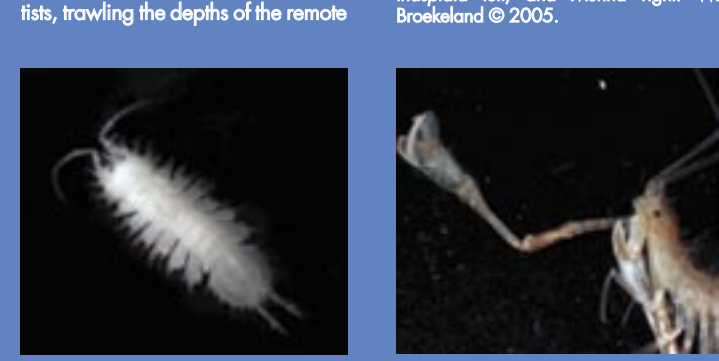 tists, trawling the depths of the remote
Broekeland © 2005.